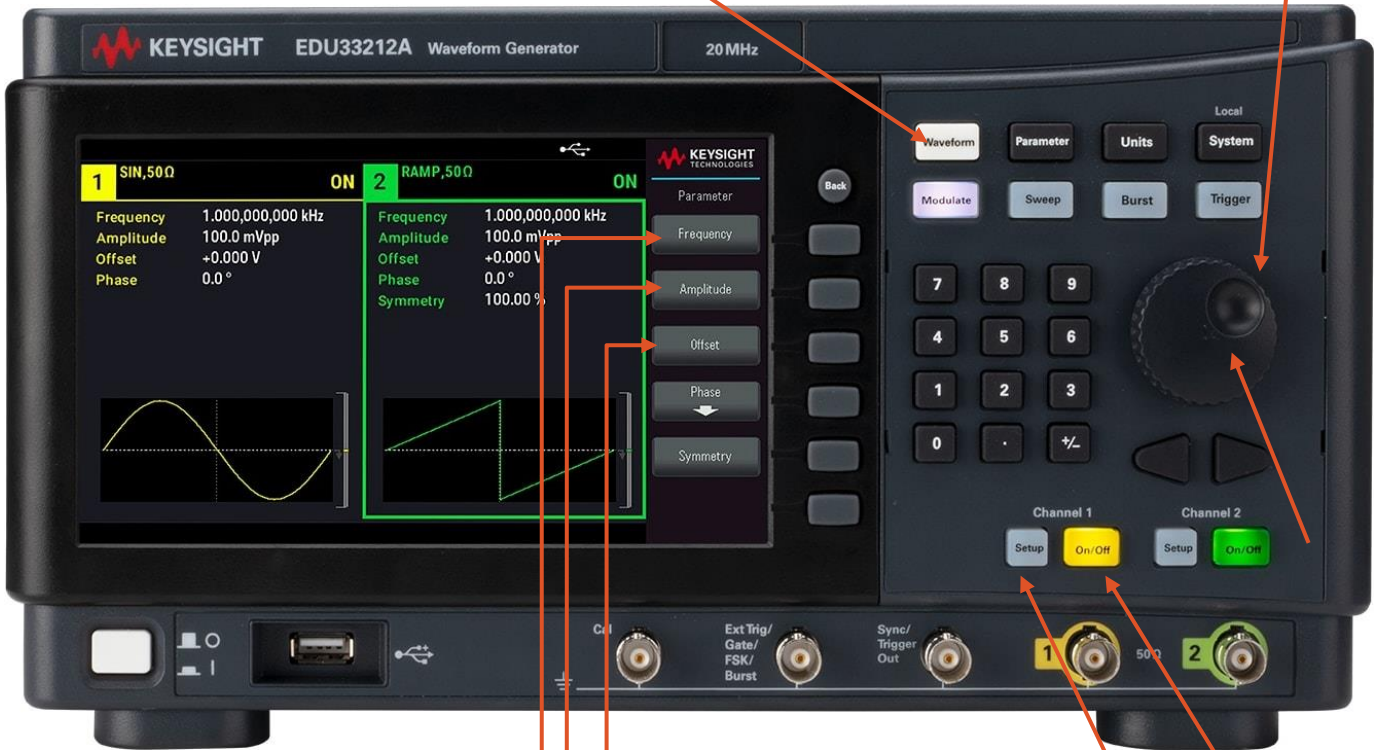 KEYSIGHT EDU33212A Waveform Generator 20 MHz
1 SIN,50Ω ON
Frequency 1.000,000,000 kHz
Amplitude 100.0 mVpp
Offset +0.000 V
Phase 0.0 °
2 RAMP,50Ω ON
Frequency 1.000,000,000 kHz
Amplitude 100.0 mVpp
Offset +0.000 V
Phase 0.0 °
Symmetry 100.00 %
KEYSIGHT
TECHNOLOGIES
Parameter
Frequency
Amplitude
Offset
Phase
Symmetry
Back
Local
Waveform Parameter Units System
Modulate Sweep Burst Trigger
7 8 9
4 5 6
1 2 3
0 . +/-
Channel 1 Channel 2
Setup On/Off Setup On/Off
Cal
Ext Trig/
Gate/
FSK/
Burst
Sync/
Trigger
Out
1 50Ω 2